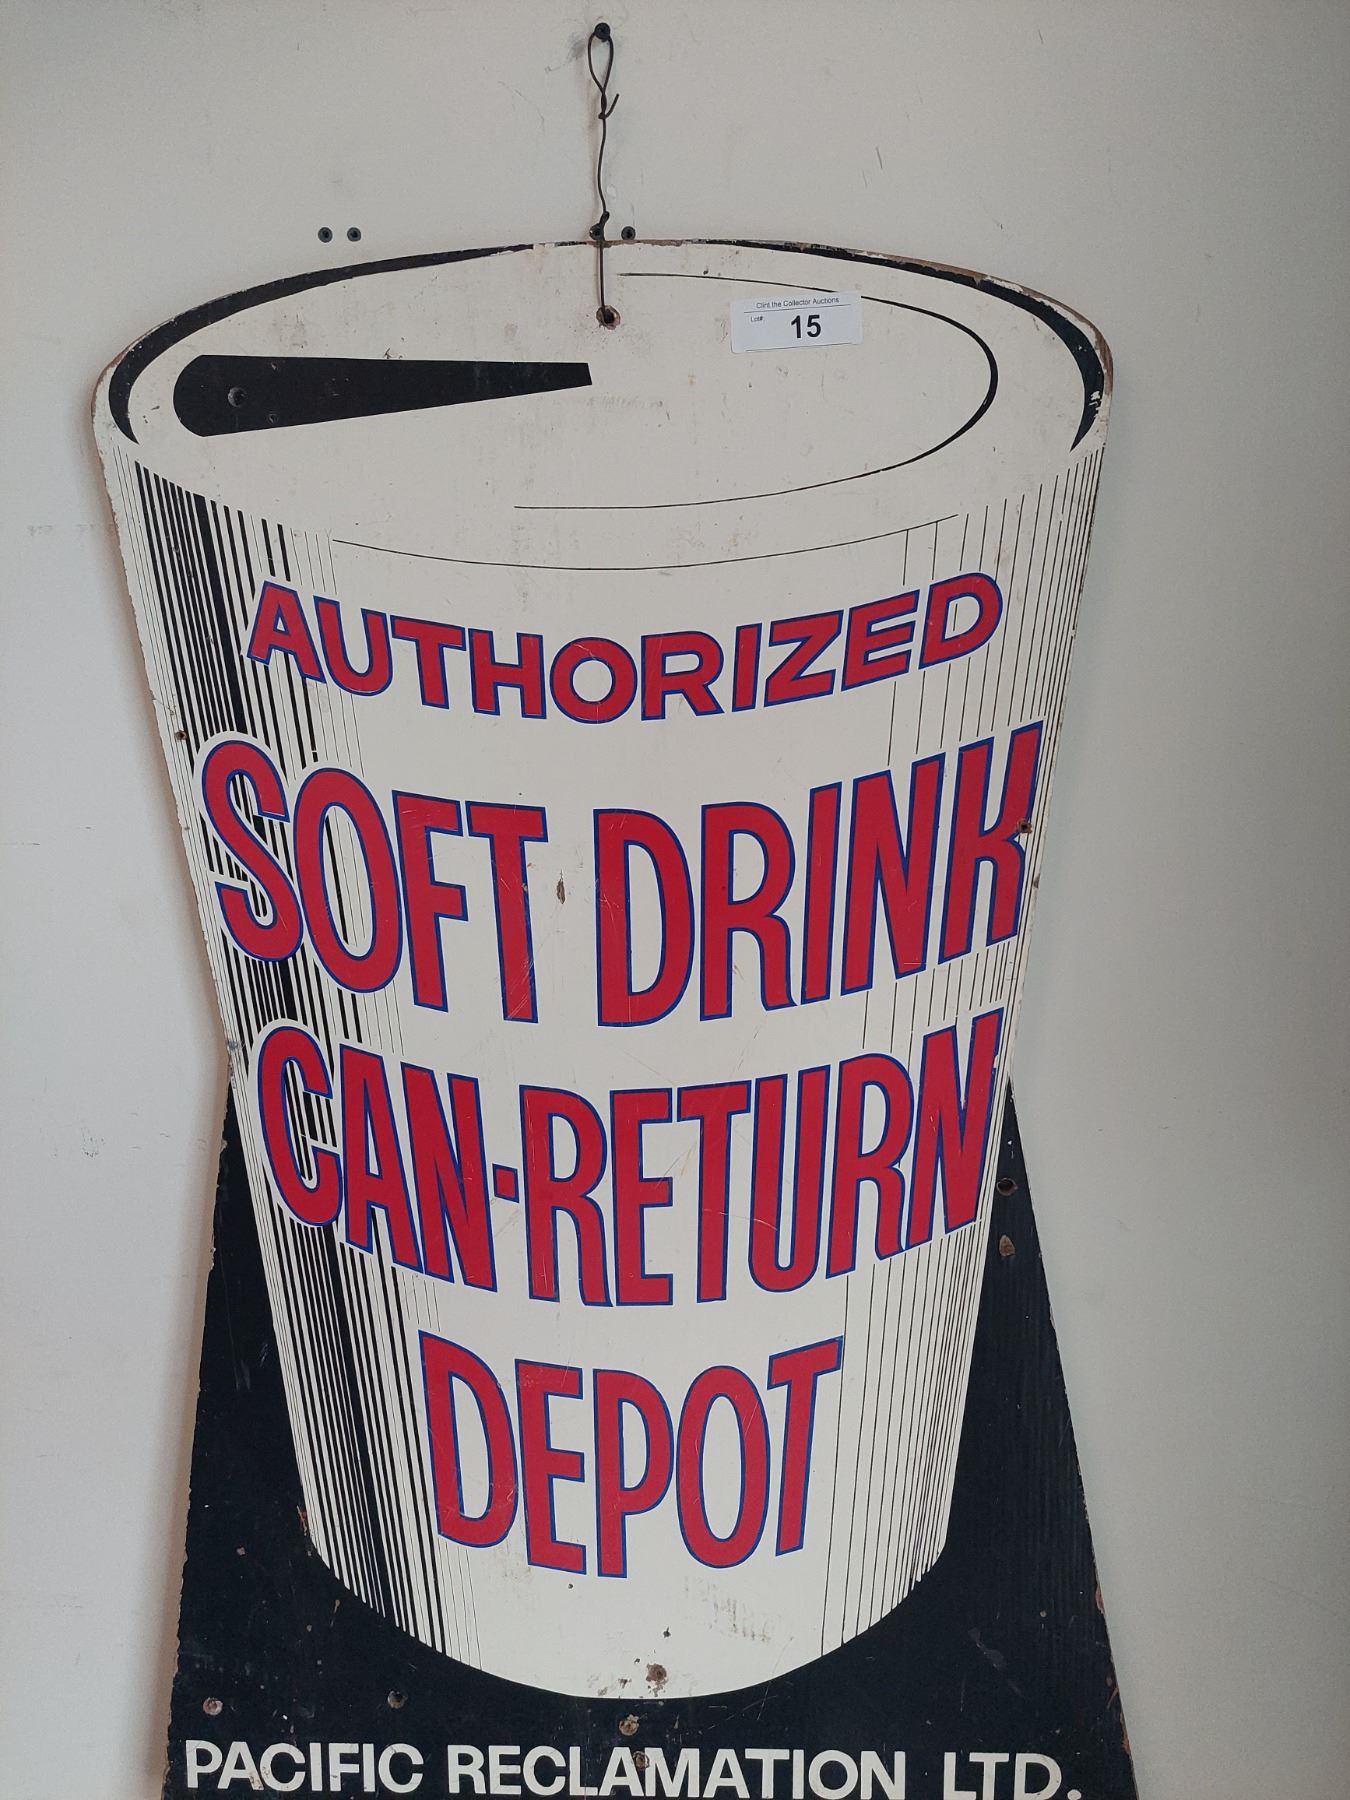 Clint the Collector Auctions
Lot#: 15
AUTHORIZED
SOFT DRINK
CAN-RETURN
DEPOT
PACIFIC RECLAMATION LTD.